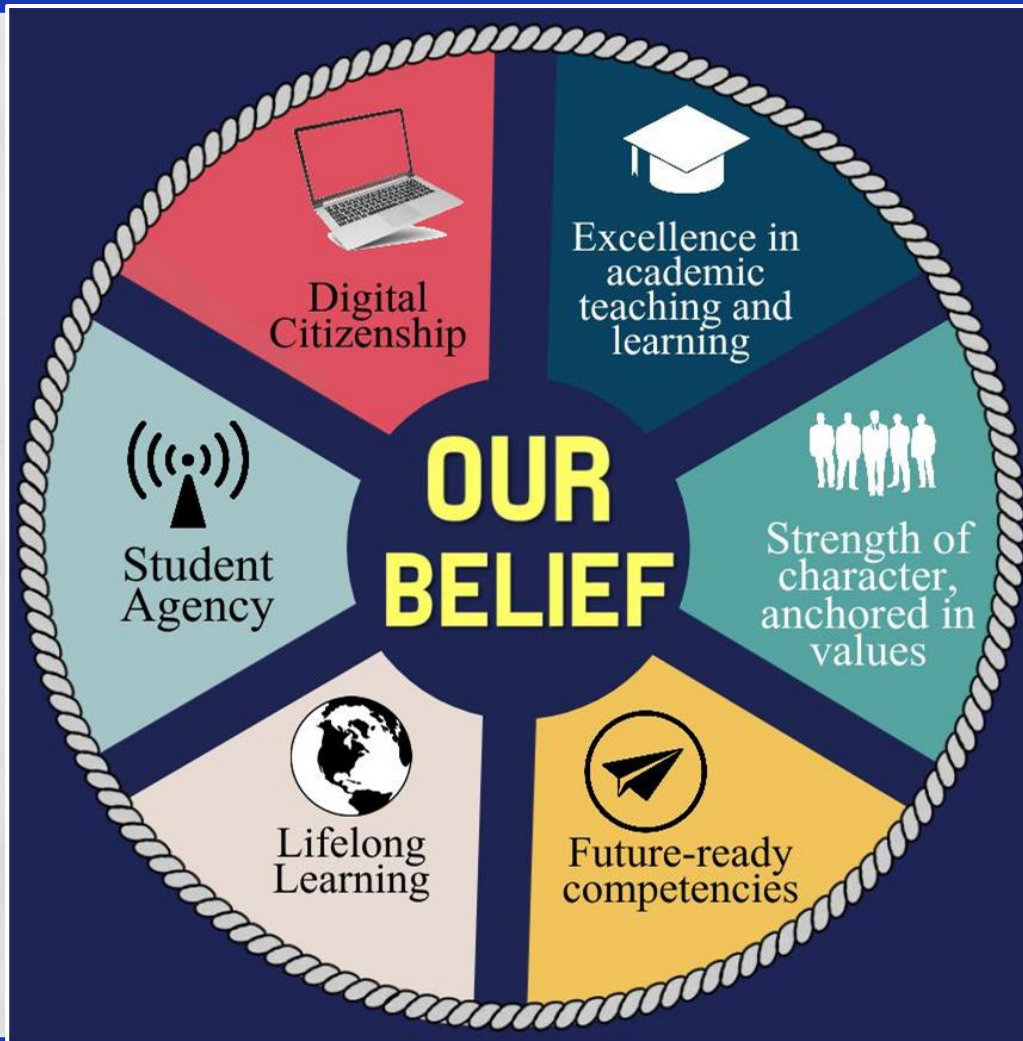 Digital
Citizenship
Excellence in
academic
teaching and
learning
OUR
BELIEF
Student
Agency
Strength of
character,
anchored in
values
Lifelong
Learning
Future-ready
competencies